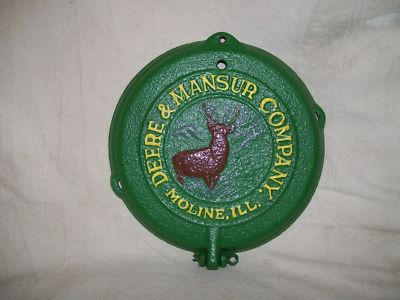 DEERE & MANSUR COMPANY.
MOLINE, ILL.